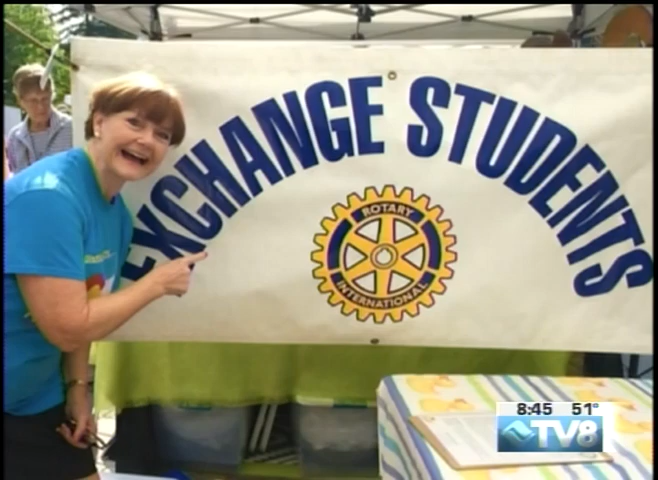 EXCHANGE STUDENTS
ROTARY
INTERNATIONAL
8:45 51°
TV8